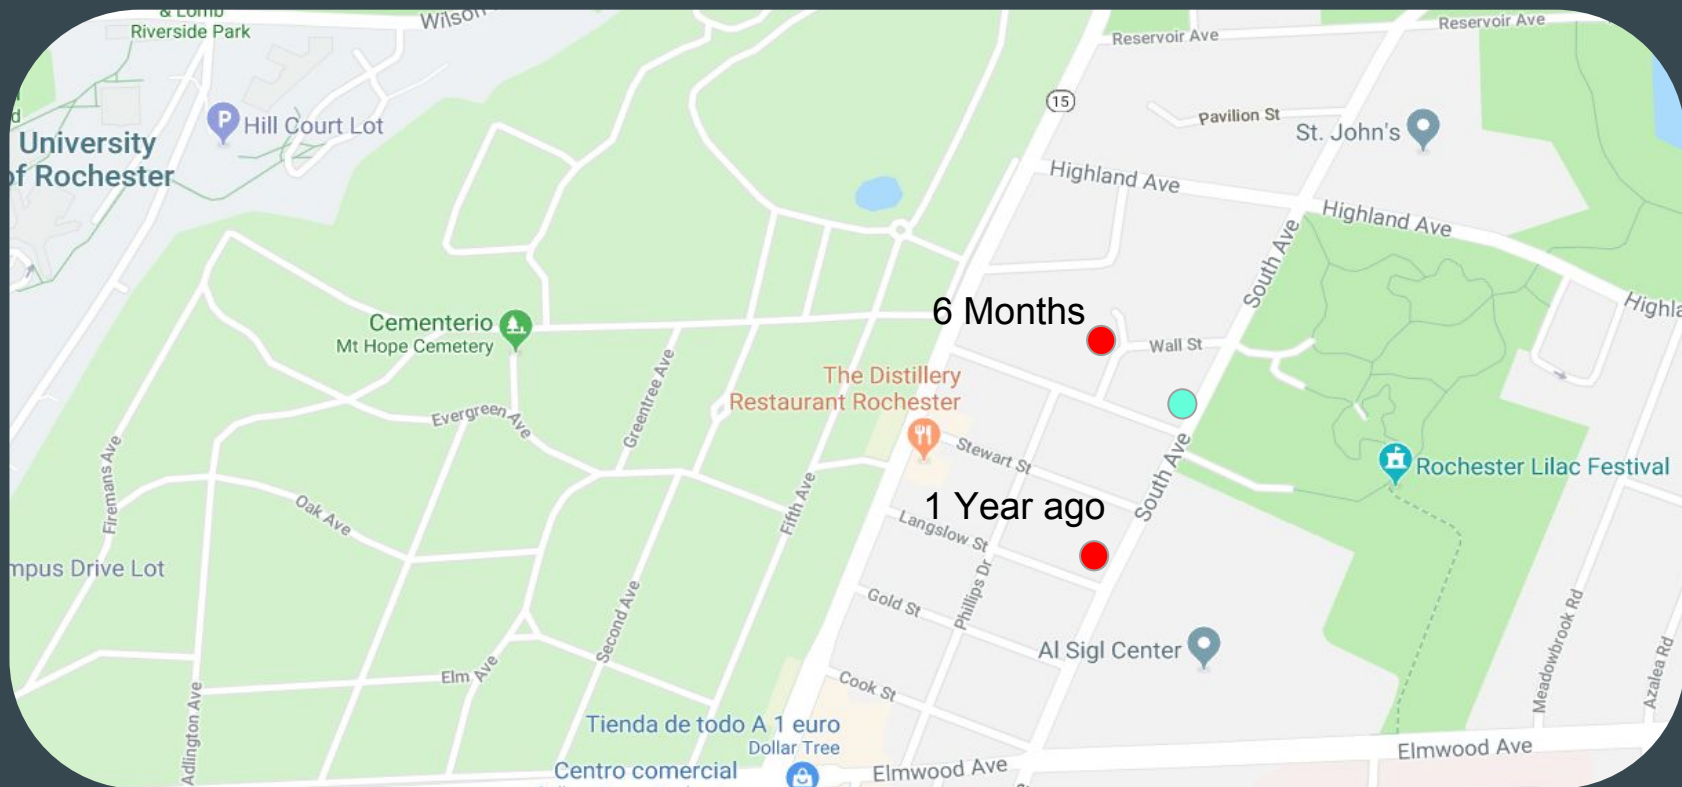 & Lomb
Riverside Park
Wilson
Reservoir Ave
Reservoir Ave
15
Pavilion St
St. John's
P
Hill Court Lot
University
of Rochester
Highland Ave
Highland Ave
South Ave
6 Months
Cementerio
Mt Hope Cemetery
Wall St
The Distillery
Restaurant Rochester
Greentree Ave
Evergreen Ave
Stewart St
South Ave
Rochester Lilac Festival
Firemans Ave
Oak Ave
Fifth Ave
1 Year ago
Langslow St
Phillips Dr
Gold St
Second Ave
Al Sigl Center
Meadowbrook Rd
Azalea Rd
Elm Ave
Cook St
Adlington Ave
Tienda de todo A 1 euro
Dollar Tree
Centro comercial
Elmwood Ave
Elmwood Ave